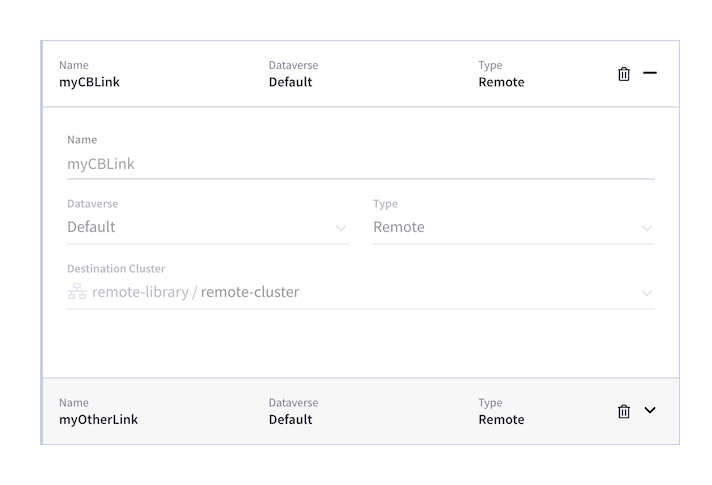 Name Dataverse Type
myCBLink Default Remote
Name
myCBLink
Dataverse Type
Default Remote
Destination Cluster
remote-library / remote-cluster
Name Dataverse Type
myOtherLink Default Remote